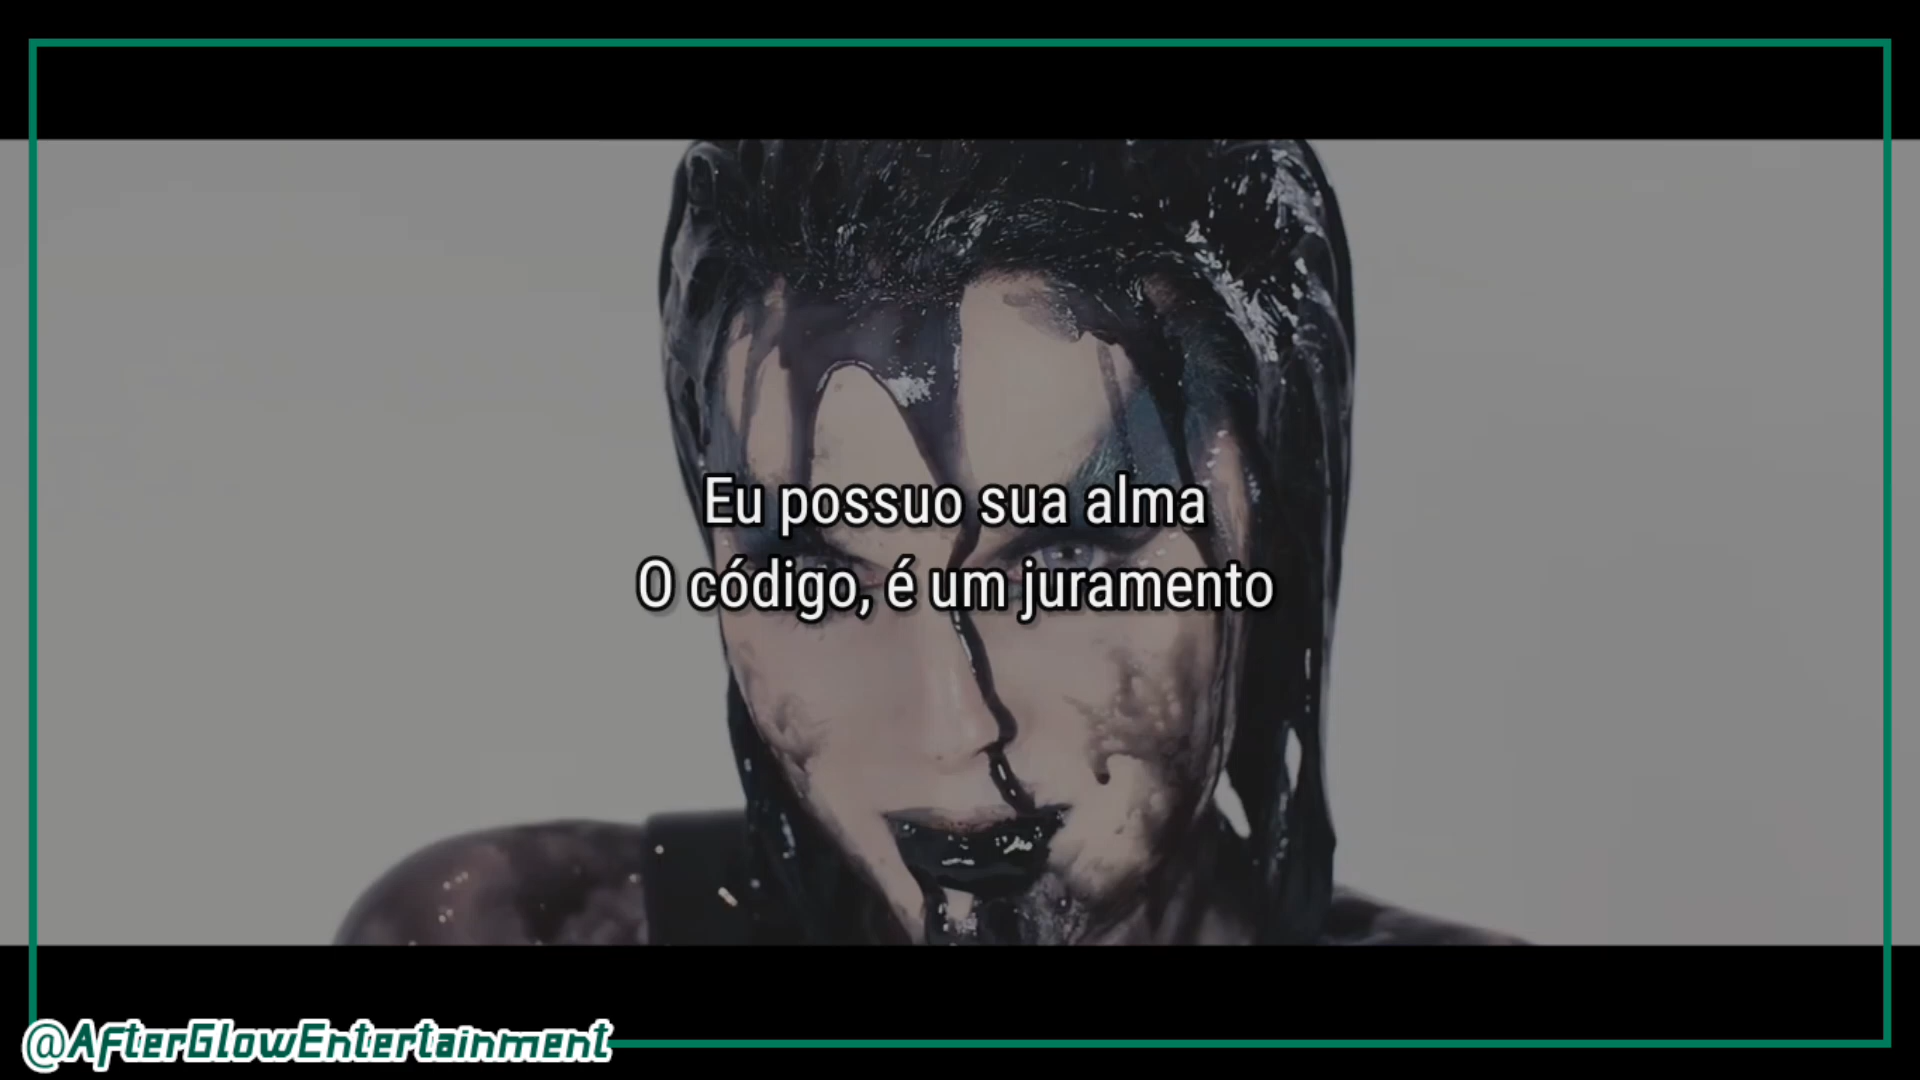 Eu possuo sua alma
O código, é um juramento
@AfterGlowEntertainment